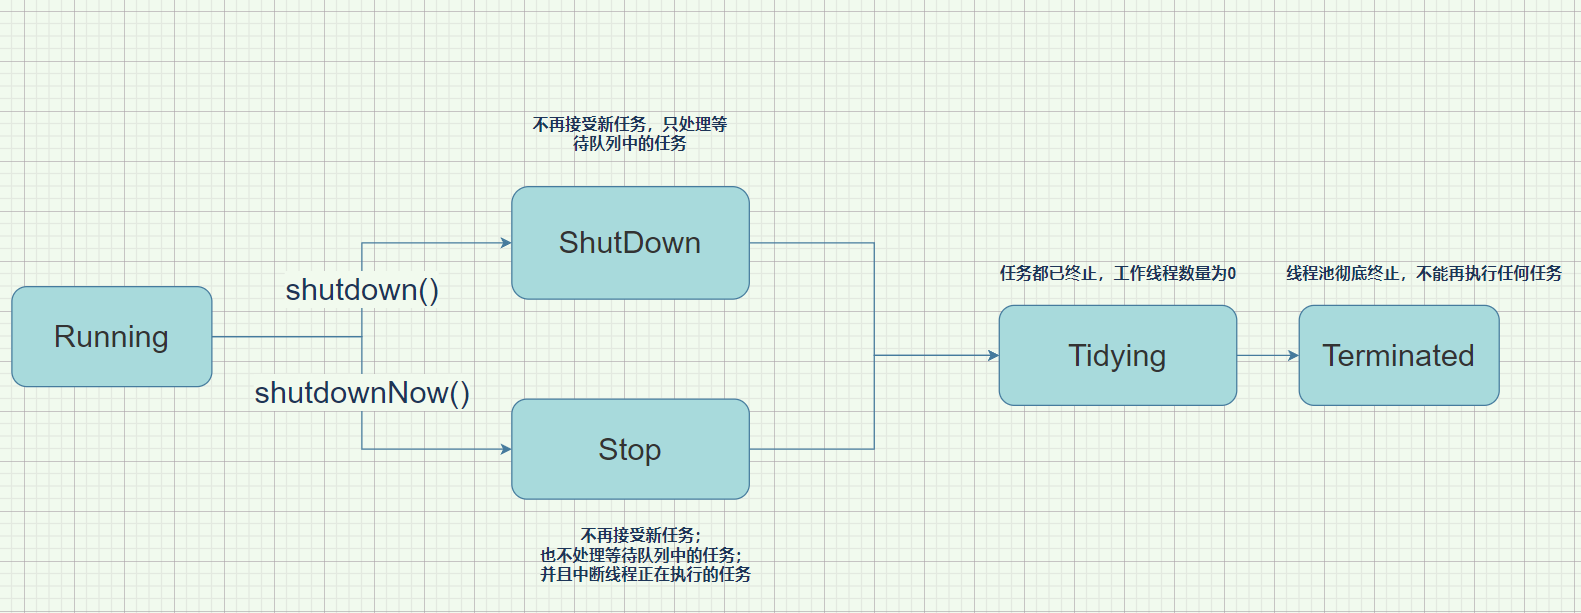 不再接受新任务，只处理等
待队列中的任务
ShutDown
shutdown()
Running
shutdownNow()
Stop
不再接受新任务；
也不处理等待队列中的任务；
并且中断线程正在执行的任务
任务都已终止，工作线程数量为0
Tidying
线程池彻底终止，不能再执行任何任务
Terminated